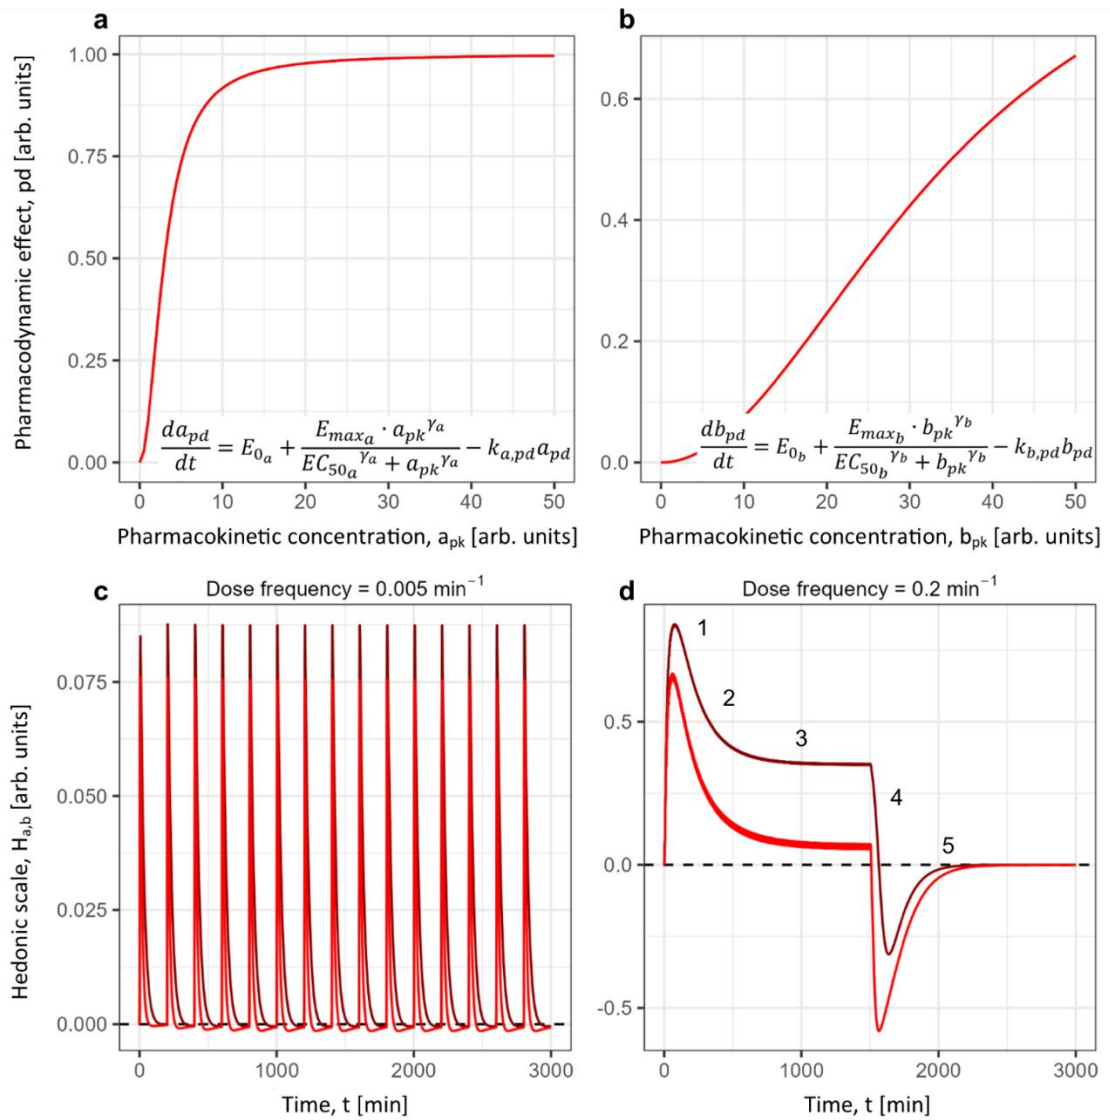 a
b
Pharmacodynamic effect, pd [arb. units]
1.00
0.75
0.50
0.25
0.00
0.6
0.4
0.2
0.0
da_pd/dt = E_0a + (E_maxa · a_pk^γa)/(EC_50a^γa + a_pk^γa) − k_a,pd a_pd
db_pd/dt = E_0b + (E_maxb · b_pk^γb)/(EC_50b^γb + b_pk^γb) − k_b,pd b_pd
0 10 20 30 40 50
0 10 20 30 40 50
Pharmacokinetic concentration, a_pk [arb. units]
Pharmacokinetic concentration, b_pk [arb. units]
c
Dose frequency = 0.005 min⁻¹
d
Dose frequency = 0.2 min⁻¹
Hedonic scale, H_a,b [arb. units]
0.075
0.050
0.025
0.000
0.5
0.0
-0.5
1
2
3
4
5
0 1000 2000 3000
0 1000 2000 3000
Time, t [min]
Time, t [min]